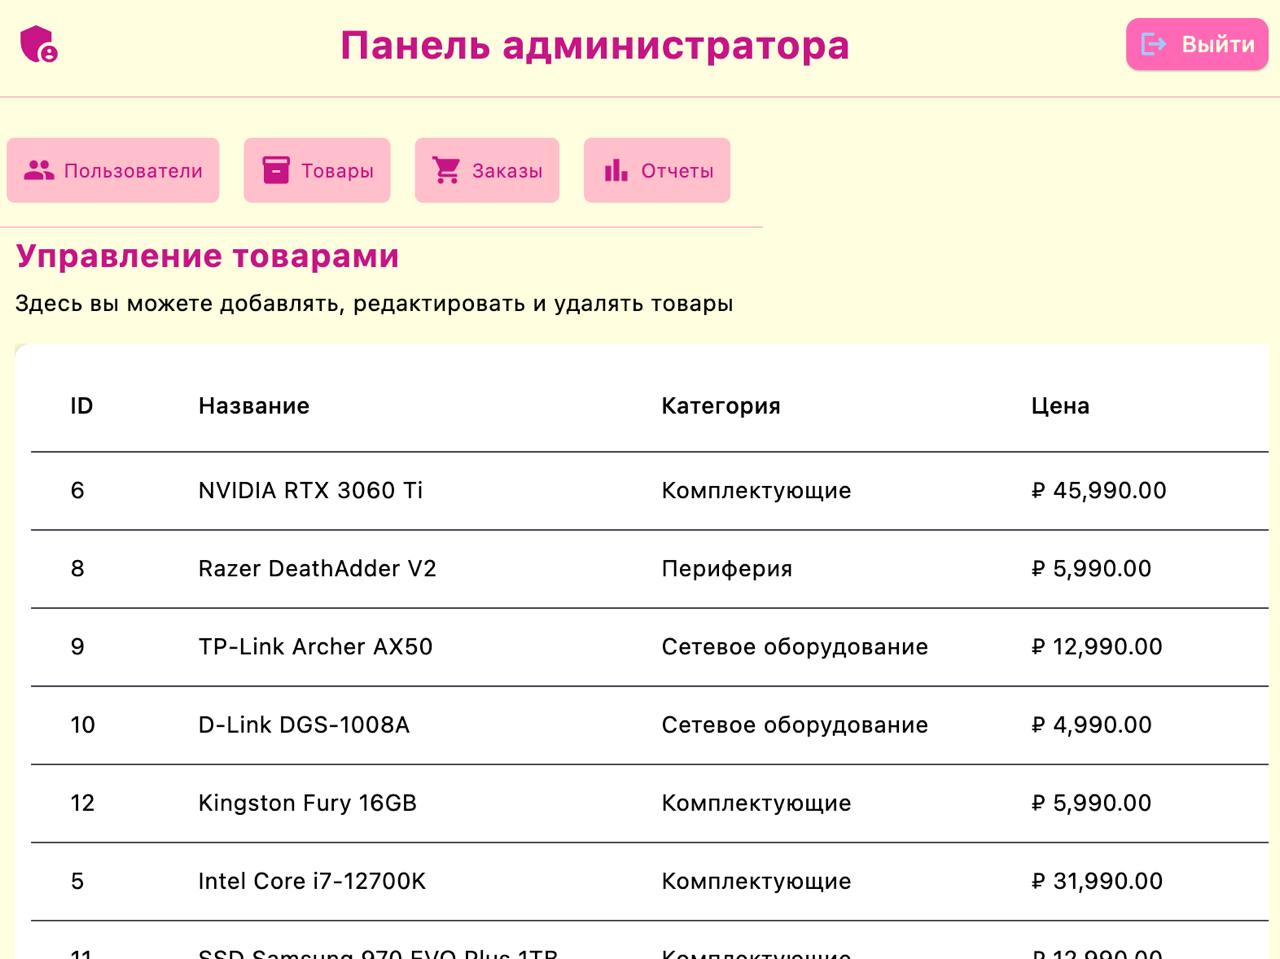 Панель администратора
Выйти
Пользователи Товары Заказы Отчеты
Управление товарами
Здесь вы можете добавлять, редактировать и удалять товары
ID Название Категория Цена
6 NVIDIA RTX 3060 Ti Комплектующие ₽ 45,990.00
8 Razer DeathAdder V2 Периферия ₽ 5,990.00
9 TP-Link Archer AX50 Сетевое оборудование ₽ 12,990.00
10 D-Link DGS-1008A Сетевое оборудование ₽ 4,990.00
12 Kingston Fury 16GB Комплектующие ₽ 5,990.00
5 Intel Core i7-12700K Комплектующие ₽ 31,990.00
11 SSD Samsung 970 EVO Plus 1TB Комплектующие ₽ 12,990.00